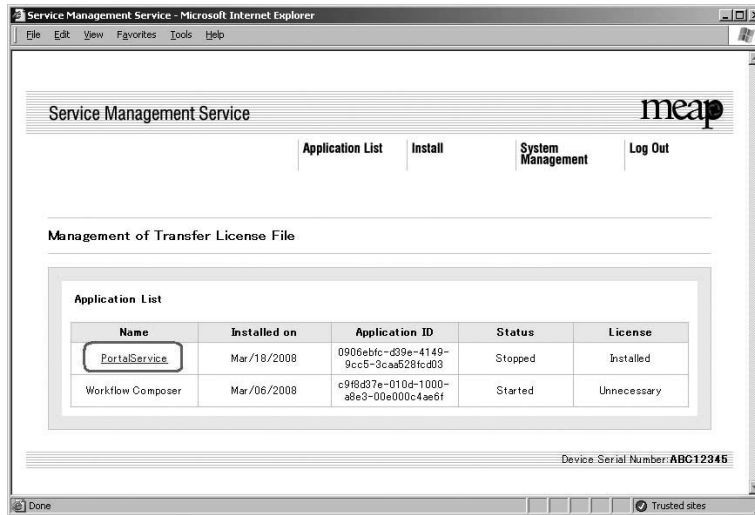 Service Management Service - Microsoft Internet Explorer
File Edit View Favorites Tools Help
Service Management Service
meap
Application List Install System Management Log Out
Management of Transfer License File
Application List
Name Installed on Application ID Status License
PortalService Mar/18/2008 0906ebfc-d39e-4149-9cc5-3caa528fcd03 Stopped Installed
Workflow Composer Mar/06/2008 c9f8d37e-010d-1000-a8e3-00e000c4ae6f Started Unnecessary
Device Serial Number:ABC12345
Done Trusted sites